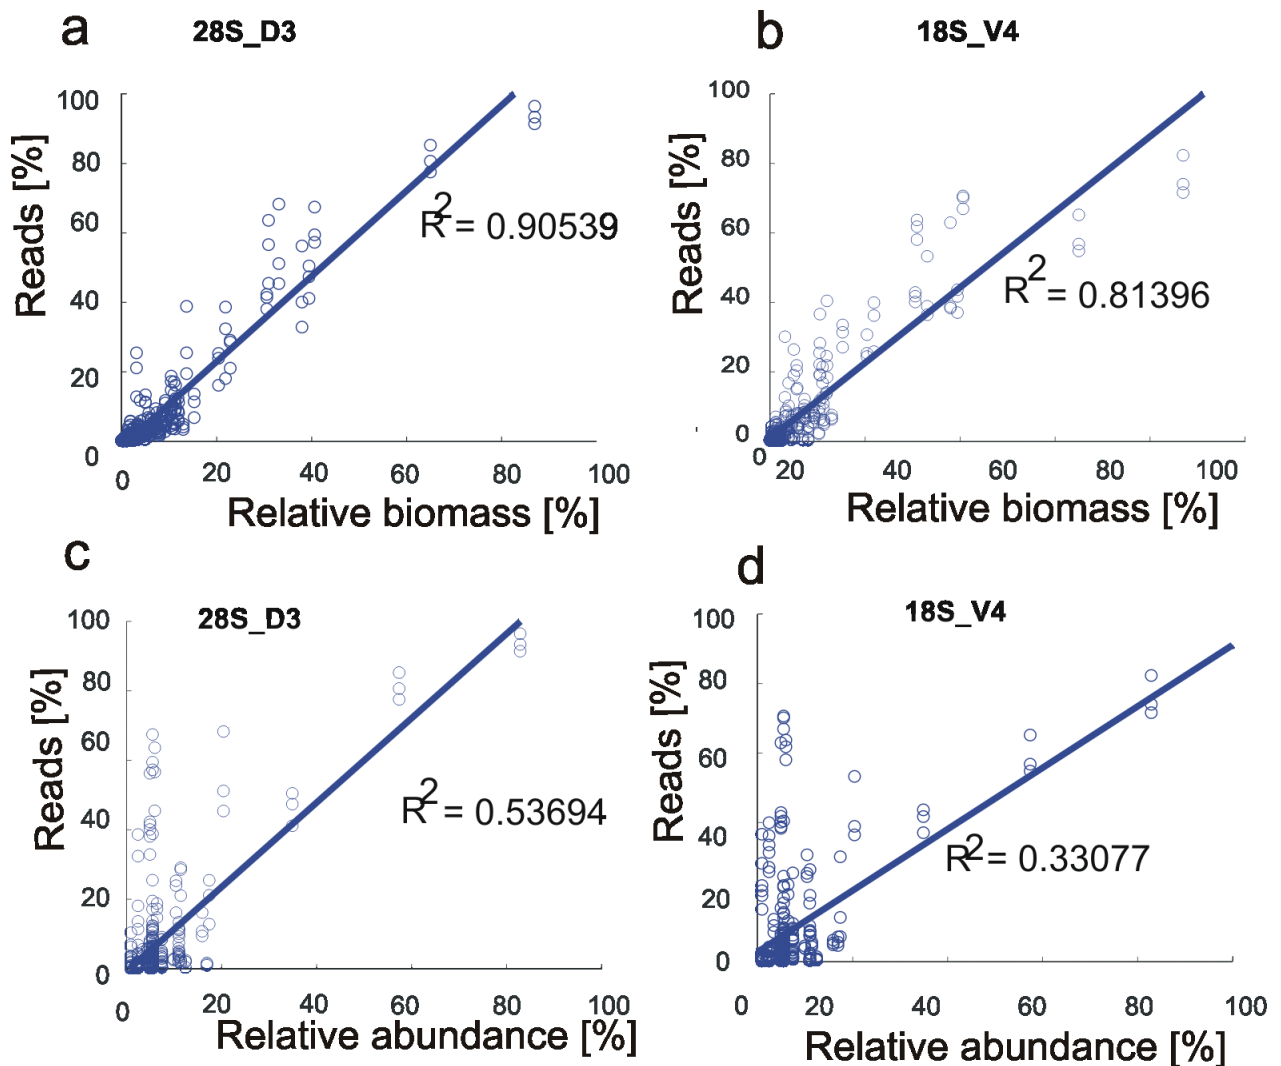 a
28S_D3
100
80
60
40
20
0
Reads [%]
R2 = 0.90539
0
20
40
60
80
100
Relative biomass [%]
b
18S_V4
100
80
60
40
20
0
Reads [%]
R2 = 0.81396
0
20
40
60
80
100
Relative biomass [%]
c
28S_D3
100
80
60
40
20
0
Reads [%]
R2 = 0.53694
0
20
40
60
80
100
Relative abundance [%]
d
18S_V4
100
80
60
40
20
0
Reads [%]
R2 = 0.33077
0
20
40
60
80
100
Relative abundance [%]